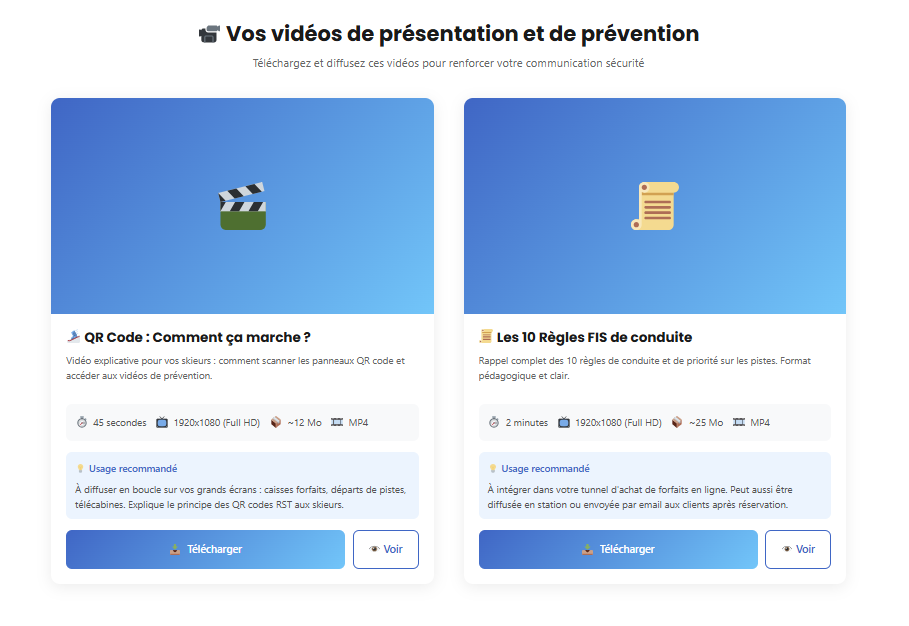 Vos vidéos de présentation et de prévention
Téléchargez et diffusez ces vidéos pour renforcer votre communication sécurité
QR Code : Comment ça marche ?
Vidéo explicative pour vos skieurs : comment scanner les panneaux QR code et
accéder aux vidéos de prévention.
45 secondes 1920x1080 (Full HD) ~12 Mo MP4
Usage recommandé
À diffuser en boucle sur vos grands écrans : caisses forfaits, départs de pistes,
télécabines. Explique le principe des QR codes RST aux skieurs.
Télécharger Voir
Les 10 Règles FIS de conduite
Rappel complet des 10 règles de conduite et de priorité sur les pistes. Format
pédagogique et clair.
2 minutes 1920x1080 (Full HD) ~25 Mo MP4
Usage recommandé
À intégrer dans votre tunnel d'achat de forfaits en ligne. Peut aussi être
diffusée en station ou envoyée par email aux clients après réservation.
Télécharger Voir